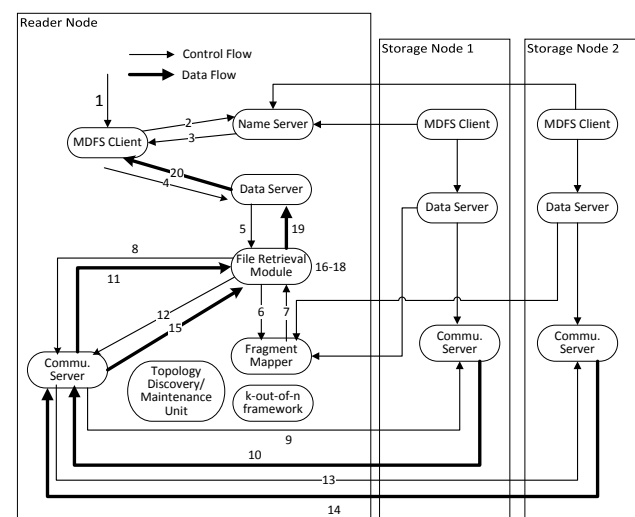 Reader Node
Storage Node 1
Storage Node 2
Control Flow
Data Flow
1
2
3
MDFS CLient
Name Server
MDFS Client
MDFS Client
20
4
Data Server
Data Server
Data Server
5
19
8
File Retrieval
Module
16-18
11
12
15
6
7
Commu.
Server
Topology
Discovery/
Maintenance
Unit
Fragment
Mapper
k-out-of-n
framework
Commu.
Server
Commu.
Server
9
10
13
14